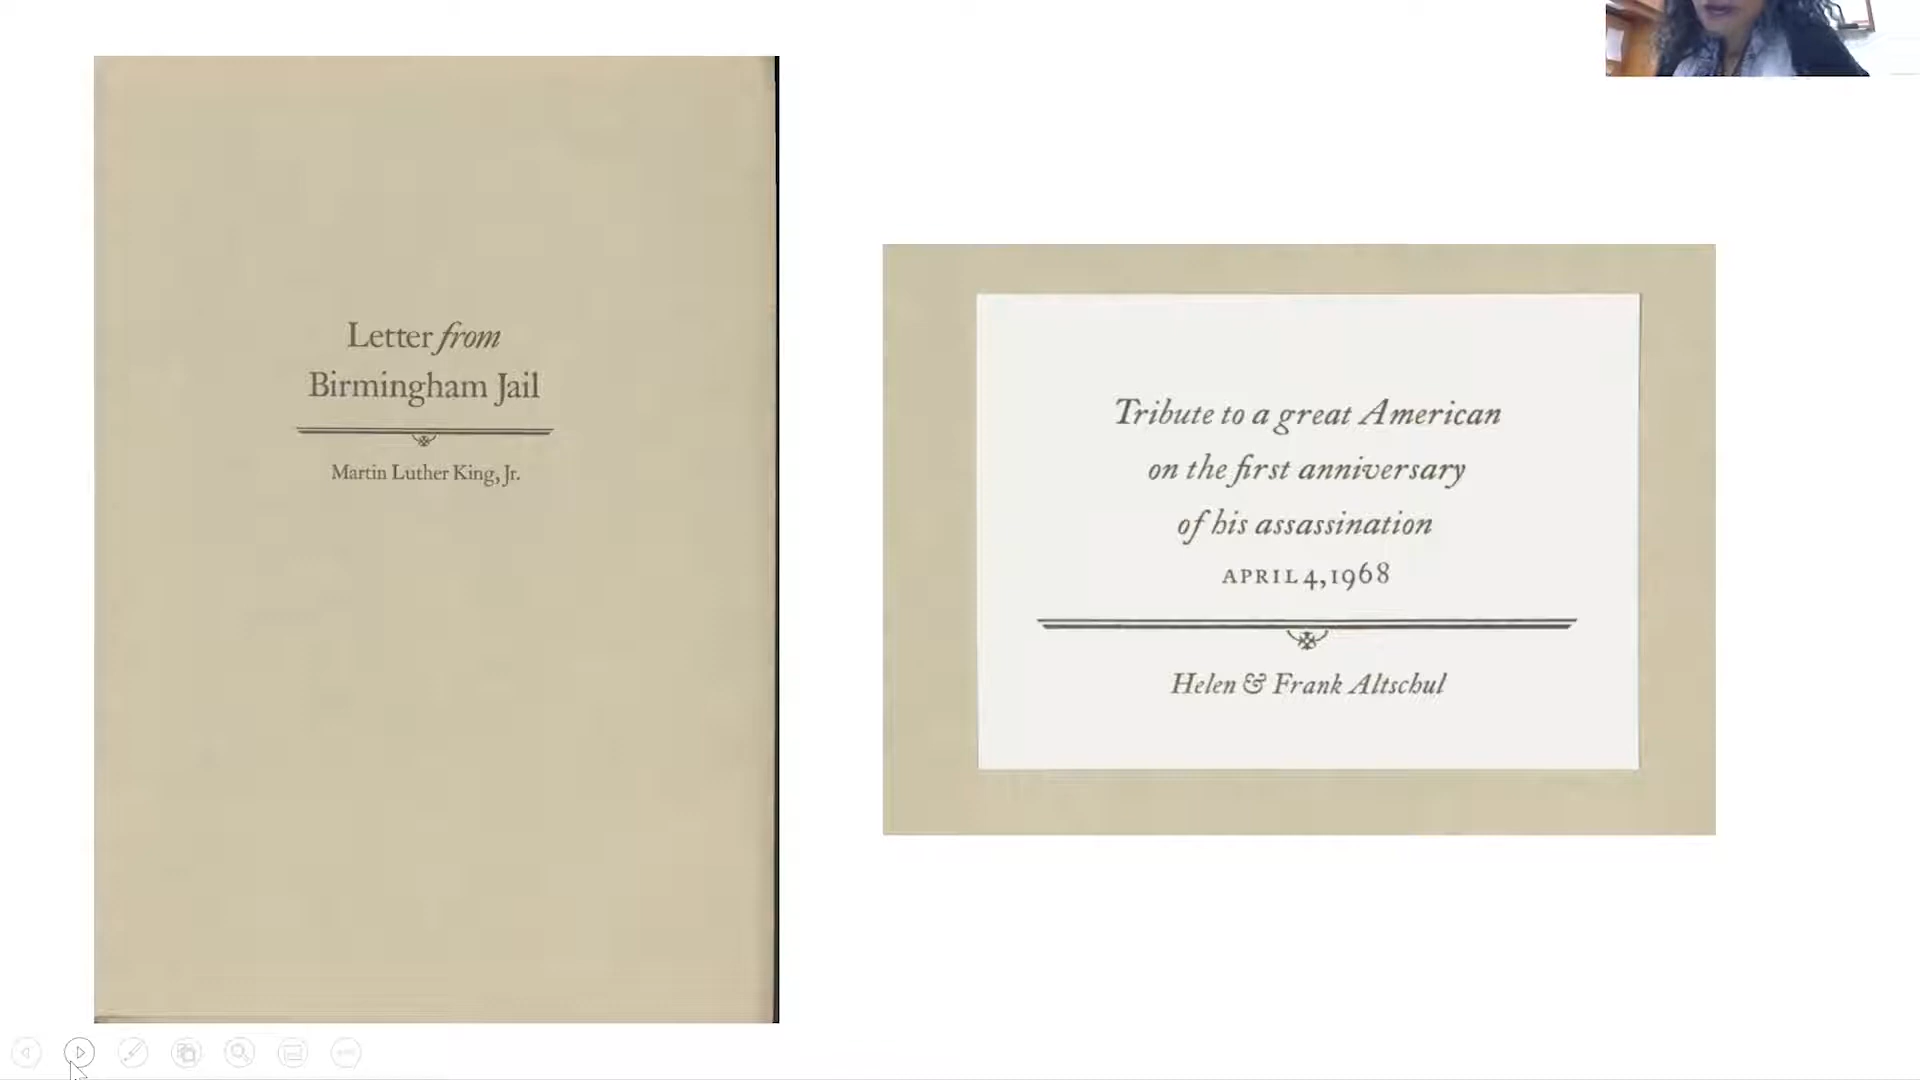 Letter from
Birmingham Jail
Martin Luther King, Jr.
Tribute to a great American
on the first anniversary
of his assassination
APRIL 4, 1968
Helen & Frank Altschul